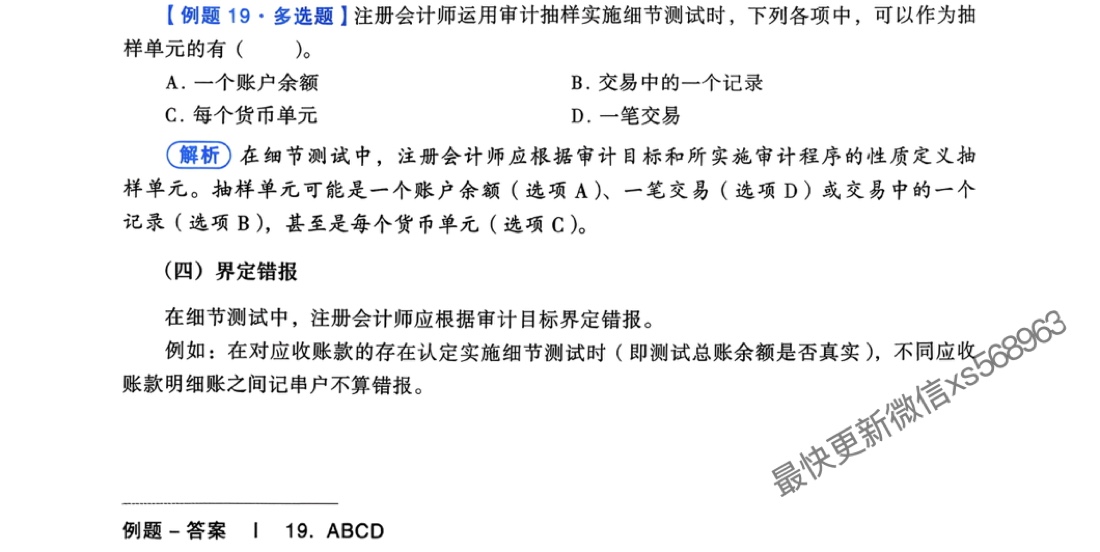 【例题 19·多选题】注册会计师运用审计抽样实施细节测试时，下列各项中，可以作为抽
样单元的有（　　）。
A. 一个账户余额　　B. 交易中的一个记录
C. 每个货币单元　　D. 一笔交易
解析 在细节测试中，注册会计师应根据审计目标和所实施审计程序的性质定义抽
样单元。抽样单元可能是一个账户余额（选项 A）、一笔交易（选项 D）或交易中的一个
记录（选项 B），甚至是每个货币单元（选项 C）。
（四）界定错报
在细节测试中，注册会计师应根据审计目标界定错报。
例如：在对应收账款的存在认定实施细节测试时（即测试总账余额是否真实），不同应收
账款明细账之间记串户不算错报。
最快更新微信xs568963
例题 – 答案　|　19. ABCD